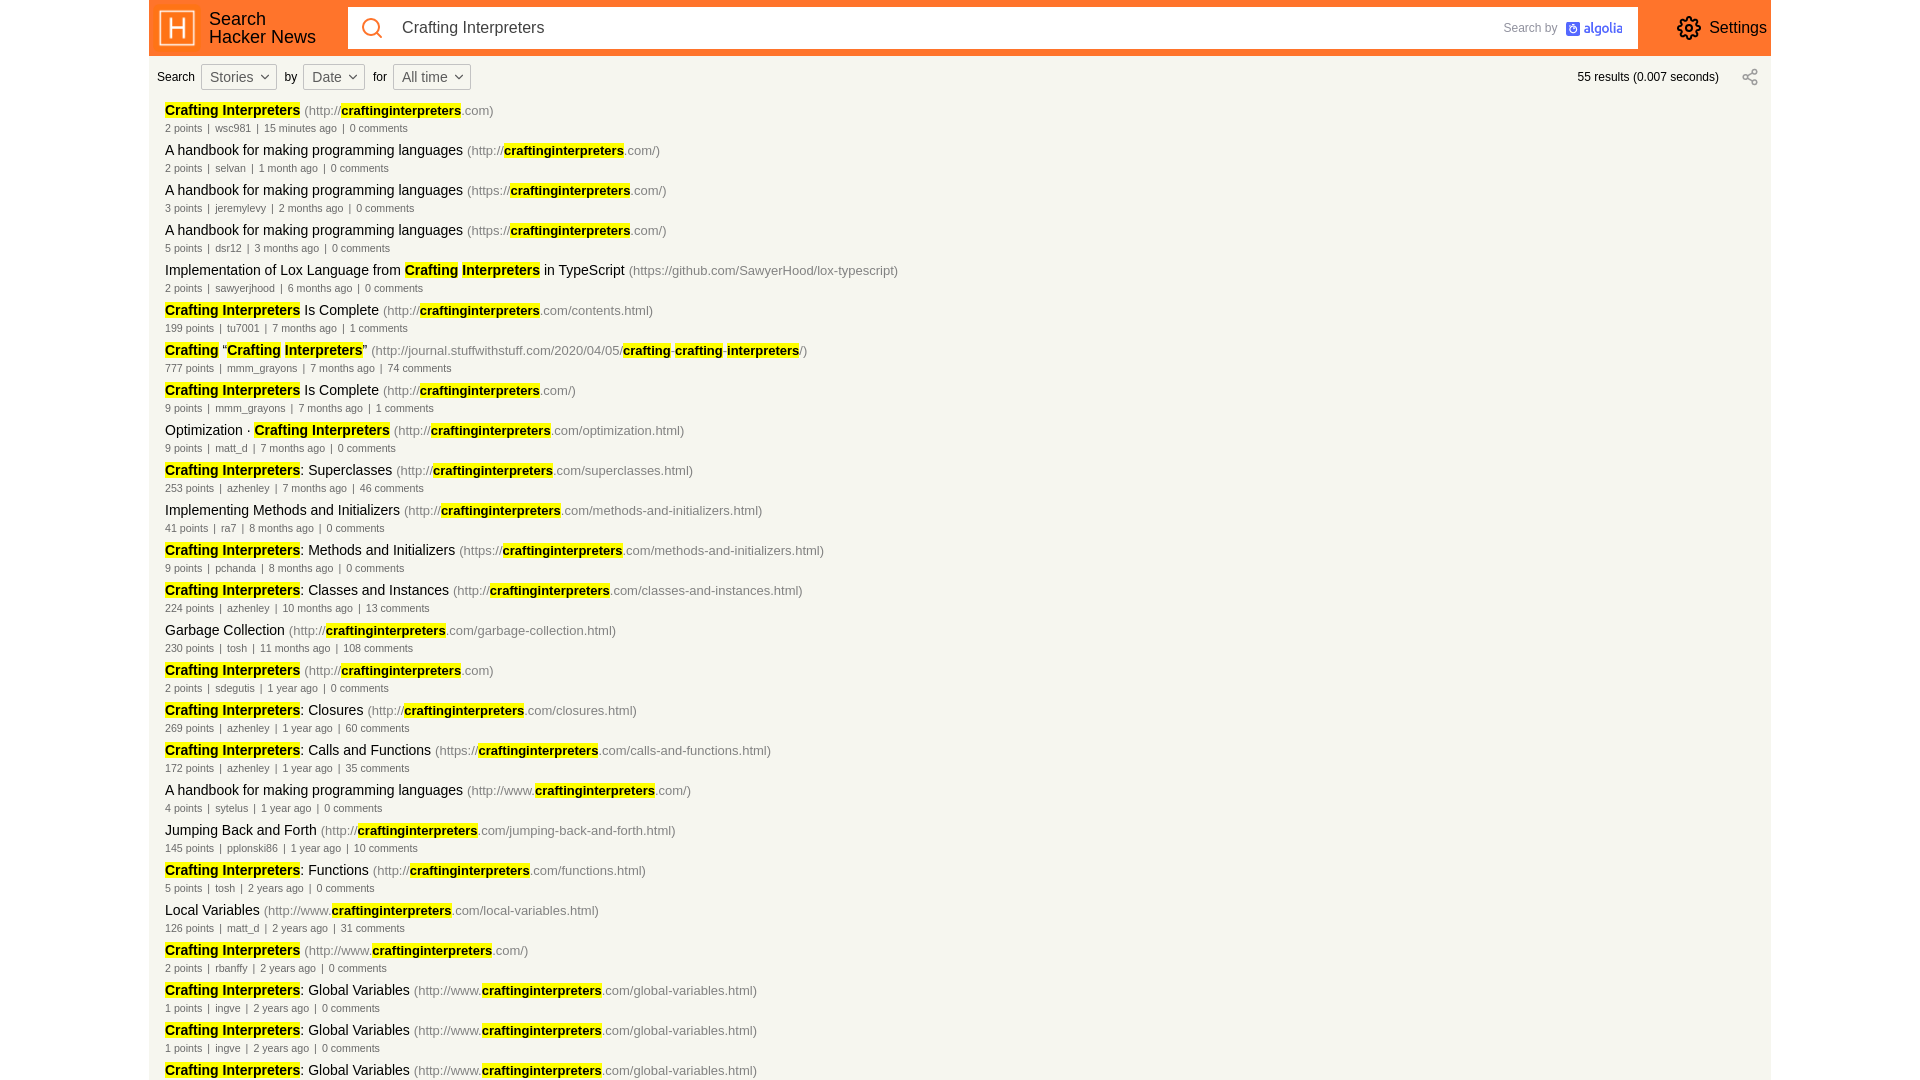 Search
Hacker News
Crafting Interpreters
Search by algolia
Settings
Search Stories by Date for All time
55 results (0.007 seconds)
Crafting Interpreters (http://craftinginterpreters.com)
2 points | wsc981 | 15 minutes ago | 0 comments
A handbook for making programming languages (http://craftinginterpreters.com/)
2 points | selvan | 1 month ago | 0 comments
A handbook for making programming languages (https://craftinginterpreters.com/)
3 points | jeremylevy | 2 months ago | 0 comments
A handbook for making programming languages (https://craftinginterpreters.com/)
5 points | dsr12 | 3 months ago | 0 comments
Implementation of Lox Language from Crafting Interpreters in TypeScript (https://github.com/SawyerHood/lox-typescript)
2 points | sawyerjhood | 6 months ago | 0 comments
Crafting Interpreters Is Complete (http://craftinginterpreters.com/contents.html)
199 points | tu7001 | 7 months ago | 1 comments
Crafting “Crafting Interpreters” (http://journal.stuffwithstuff.com/2020/04/05/crafting-crafting-interpreters/)
777 points | mmm_grayons | 7 months ago | 74 comments
Crafting Interpreters Is Complete (http://craftinginterpreters.com/)
9 points | mmm_grayons | 7 months ago | 1 comments
Optimization · Crafting Interpreters (http://craftinginterpreters.com/optimization.html)
9 points | matt_d | 7 months ago | 0 comments
Crafting Interpreters: Superclasses (http://craftinginterpreters.com/superclasses.html)
253 points | azhenley | 7 months ago | 46 comments
Implementing Methods and Initializers (http://craftinginterpreters.com/methods-and-initializers.html)
41 points | ra7 | 8 months ago | 0 comments
Crafting Interpreters: Methods and Initializers (https://craftinginterpreters.com/methods-and-initializers.html)
9 points | pchanda | 8 months ago | 0 comments
Crafting Interpreters: Classes and Instances (http://craftinginterpreters.com/classes-and-instances.html)
224 points | azhenley | 10 months ago | 13 comments
Garbage Collection (http://craftinginterpreters.com/garbage-collection.html)
230 points | tosh | 11 months ago | 108 comments
Crafting Interpreters (http://craftinginterpreters.com)
2 points | sdegutis | 1 year ago | 0 comments
Crafting Interpreters: Closures (http://craftinginterpreters.com/closures.html)
269 points | azhenley | 1 year ago | 60 comments
Crafting Interpreters: Calls and Functions (https://craftinginterpreters.com/calls-and-functions.html)
172 points | azhenley | 1 year ago | 35 comments
A handbook for making programming languages (http://www.craftinginterpreters.com/)
4 points | sytelus | 1 year ago | 0 comments
Jumping Back and Forth (http://craftinginterpreters.com/jumping-back-and-forth.html)
145 points | pplonski86 | 1 year ago | 10 comments
Crafting Interpreters: Functions (http://craftinginterpreters.com/functions.html)
5 points | tosh | 2 years ago | 0 comments
Local Variables (http://www.craftinginterpreters.com/local-variables.html)
126 points | matt_d | 2 years ago | 31 comments
Crafting Interpreters (http://www.craftinginterpreters.com/)
2 points | rbanffy | 2 years ago | 0 comments
Crafting Interpreters: Global Variables (http://www.craftinginterpreters.com/global-variables.html)
1 points | ingve | 2 years ago | 0 comments
Crafting Interpreters: Global Variables (http://www.craftinginterpreters.com/global-variables.html)
1 points | ingve | 2 years ago | 0 comments
Crafting Interpreters: Global Variables (http://www.craftinginterpreters.com/global-variables.html)